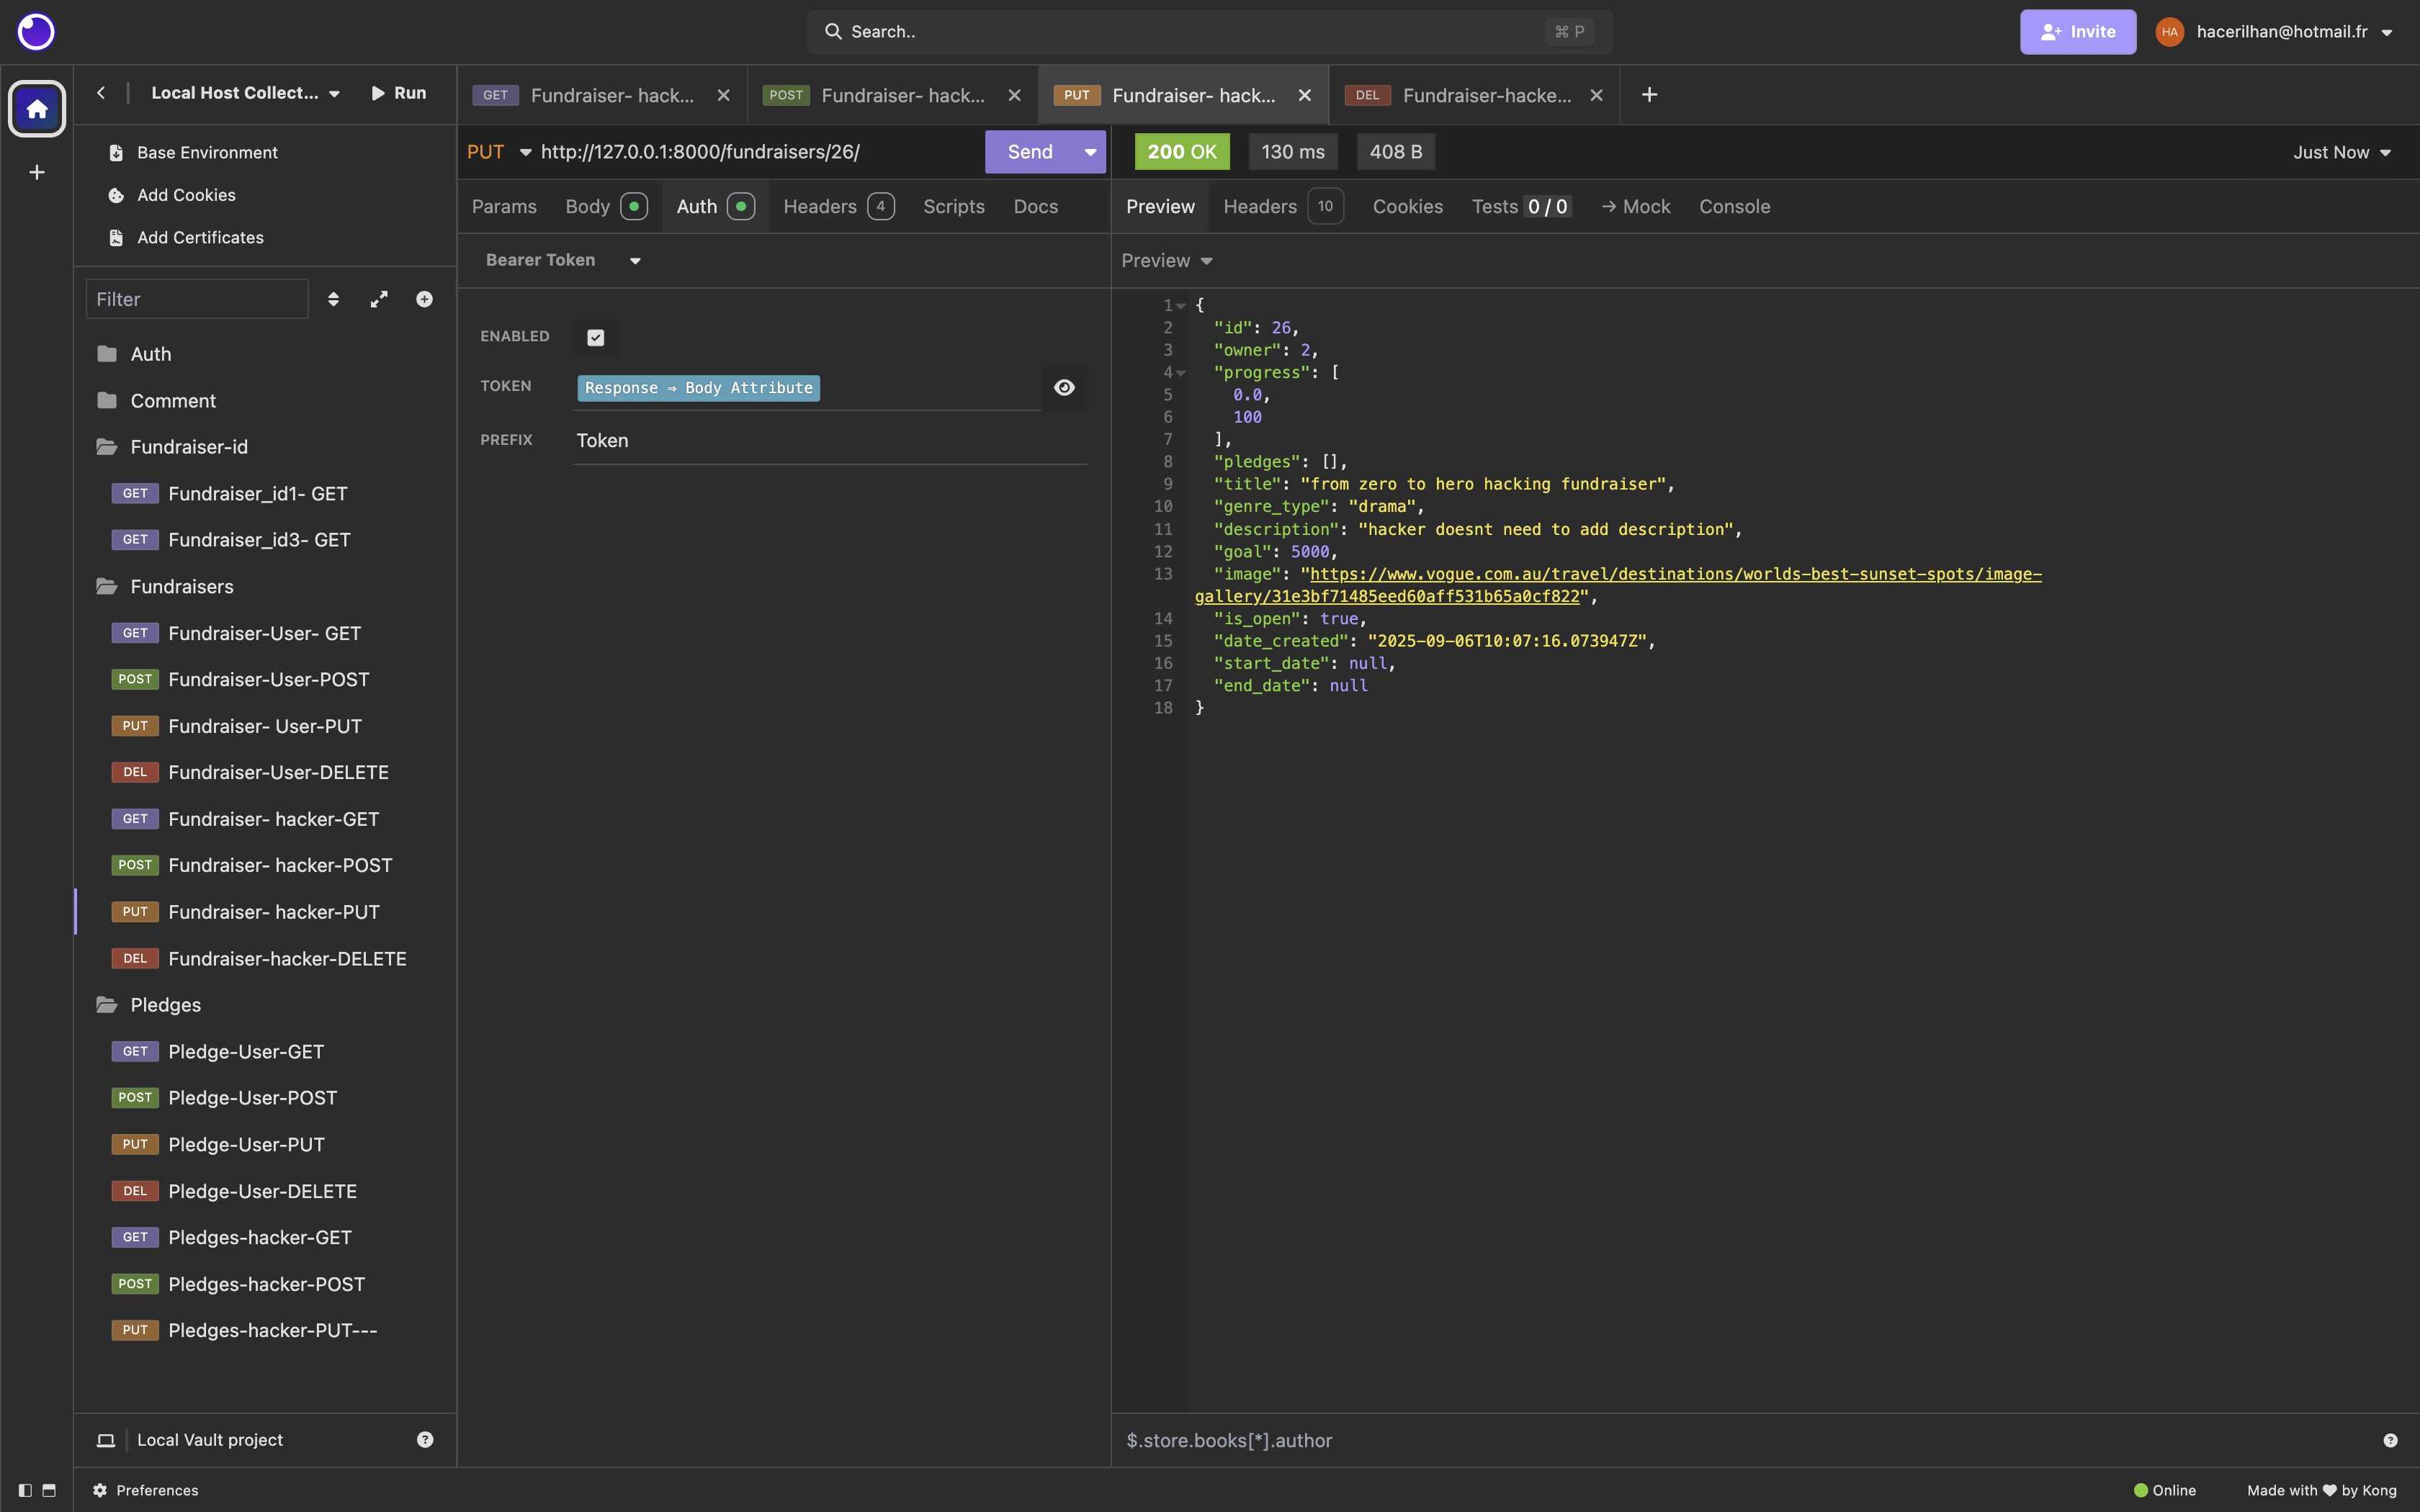 Search..
⌘ P
Invite
HA
hacerilhan@hotmail.fr
Local Host Collect...
Run
GET Fundraiser- hack...
POST Fundraiser- hack...
PUT Fundraiser- hack...
DEL Fundraiser-hacke...
Base Environment
Add Cookies
Add Certificates
Filter
Auth
Comment
Fundraiser-id
GET Fundraiser_id1- GET
GET Fundraiser_id3- GET
Fundraisers
GET Fundraiser-User- GET
POST Fundraiser-User-POST
PUT Fundraiser- User-PUT
DEL Fundraiser-User-DELETE
GET Fundraiser- hacker-GET
POST Fundraiser- hacker-POST
PUT Fundraiser- hacker-PUT
DEL Fundraiser-hacker-DELETE
Pledges
GET Pledge-User-GET
POST Pledge-User-POST
PUT Pledge-User-PUT
DEL Pledge-User-DELETE
GET Pledges-hacker-GET
POST Pledges-hacker-POST
PUT Pledges-hacker-PUT---
Local Vault project
PUT http://127.0.0.1:8000/fundraisers/26/ Send
Params Body Auth Headers 4 Scripts Docs
Bearer Token
ENABLED
TOKEN Response → Body Attribute
PREFIX Token
200 OK 130 ms 408 B Just Now
Preview Headers 10 Cookies Tests 0 / 0 → Mock Console
Preview
1 {
2 "id": 26,
3 "owner": 2,
4 "progress": [
5 0.0,
6 100
7 ],
8 "pledges": [],
9 "title": "from zero to hero hacking fundraiser",
10 "genre_type": "drama",
11 "description": "hacker doesnt need to add description",
12 "goal": 5000,
13 "image": "https://www.vogue.com.au/travel/destinations/worlds-best-sunset-spots/image-
gallery/31e3bf71485eed60aff531b65a0cf822",
14 "is_open": true,
15 "date_created": "2025-09-06T10:07:16.073947Z",
16 "start_date": null,
17 "end_date": null
18 }
$.store.books[*].author
Preferences
Online
Made with ♥ by Kong